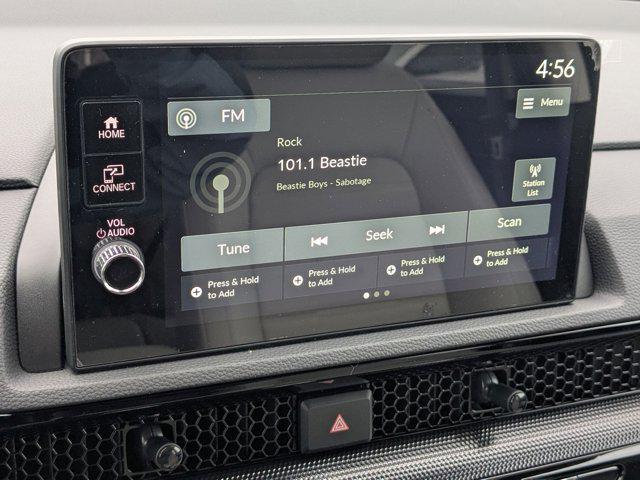 4:56
FM
Menu
HOME
Rock
101.1 Beastie
CONNECT
Beastie Boys - Sabotage
Station
List
VOL
AUDIO
Tune
Seek
Scan
Press & Hold
to Add
Press & Hold
to Add
Press & Hold
to Add
Press & Hold
to Add